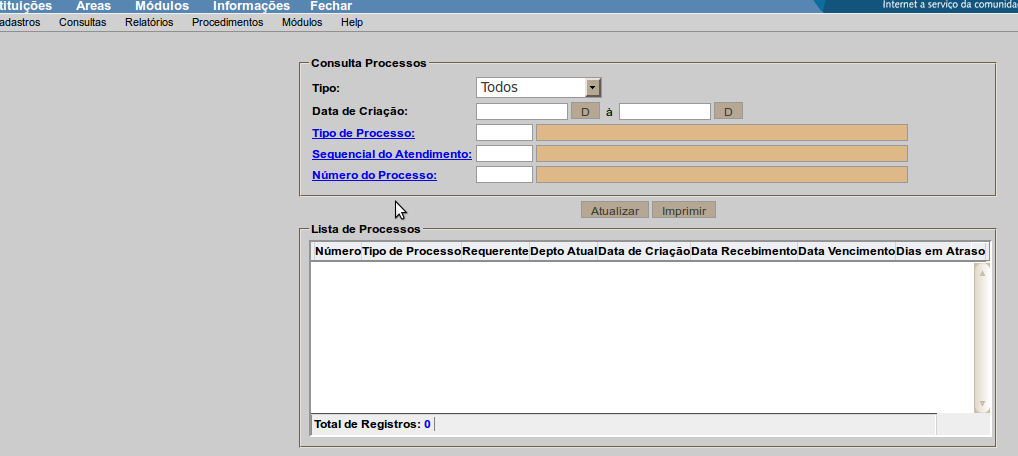 tituições Áreas Módulos Informações Fechar
Internet a serviço da comunidad
adastros Consultas Relatórios Procedimentos Módulos Help
Consulta Processos
Tipo: Todos
Data de Criação: D à D
Tipo de Processo:
Sequencial do Atendimento:
Número do Processo:
Atualizar Imprimir
Lista de Processos
Número Tipo de Processo Requerente Depto Atual Data de Criação Data Recebimento Data Vencimento Dias em Atraso
Total de Registros: 0